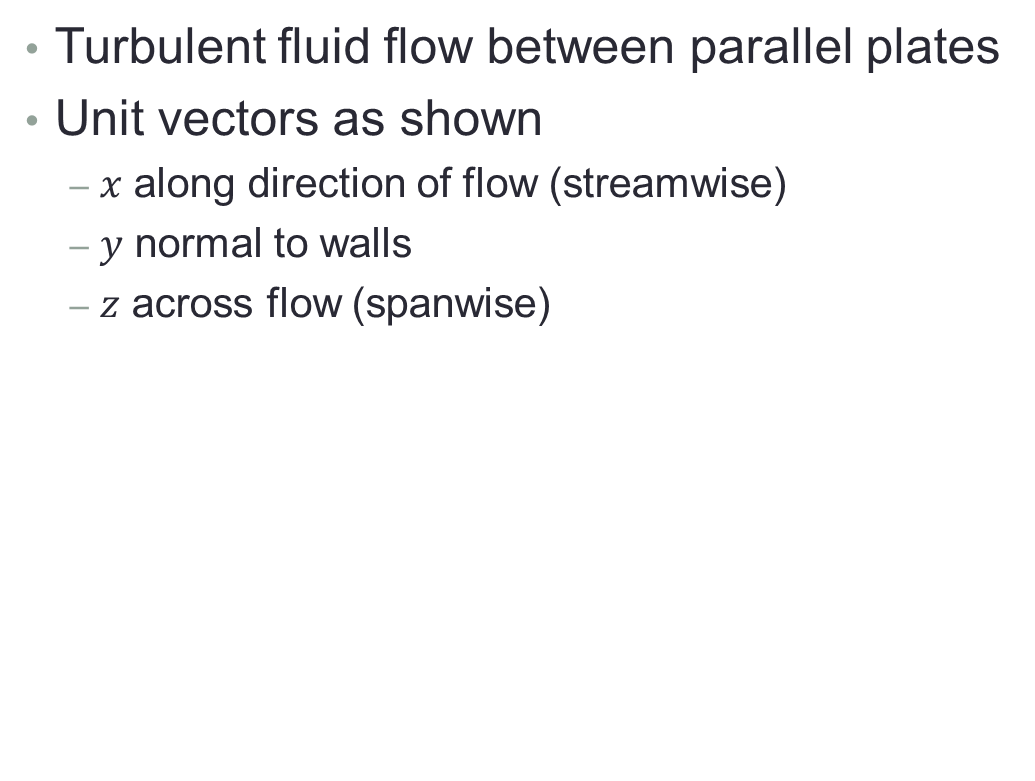 • Turbulent fluid flow between parallel plates
• Unit vectors as shown
– x along direction of flow (streamwise)
– y normal to walls
– z across flow (spanwise)